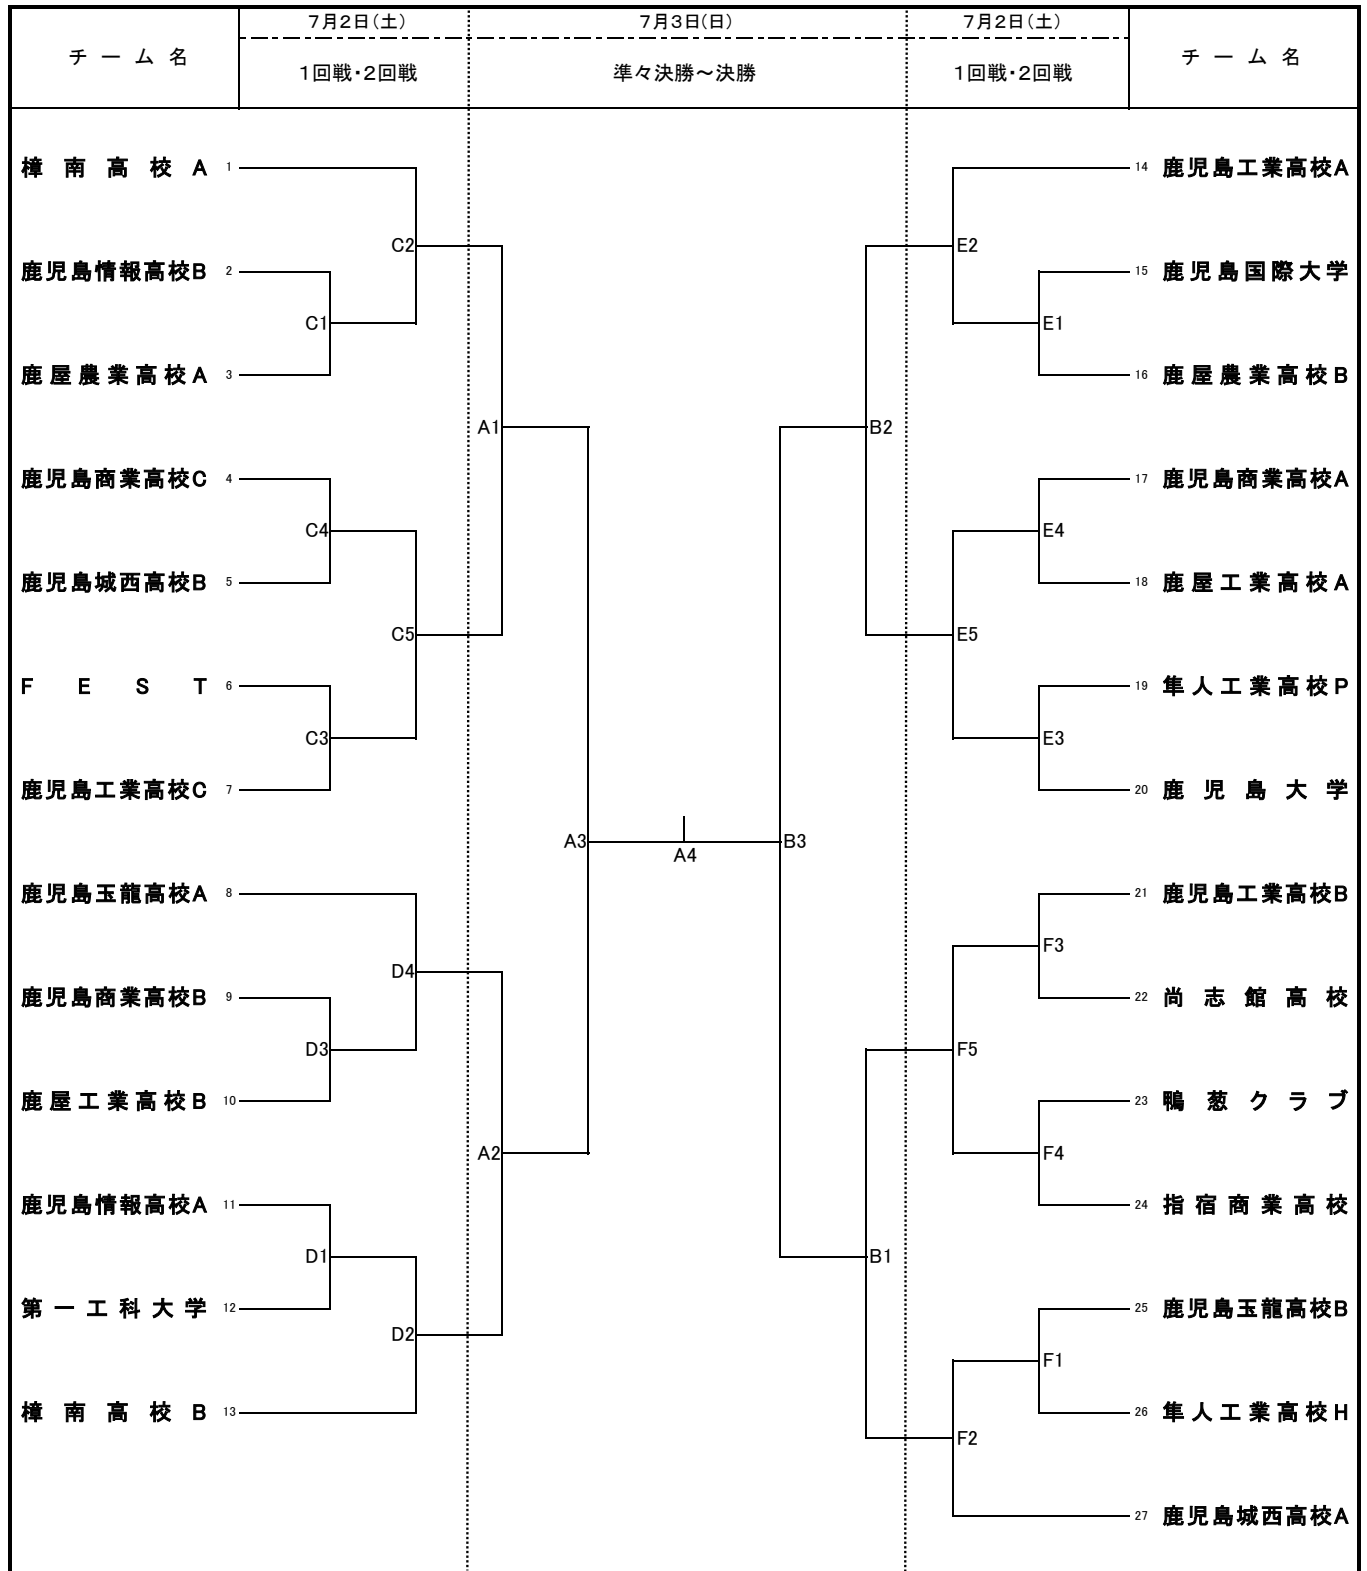 7月2日(土) 7月3日(日) 7月2日(土)
チーム名 1回戦・2回戦 準々決勝～決勝 1回戦・2回戦 チーム名
樟南高校A 1 14 鹿児島工業高校A
C2 E2
鹿児島情報高校B 2 15 鹿児島国際大学
C1 E1
鹿屋農業高校A 3 16 鹿屋農業高校B
A1 B2
鹿児島商業高校C 4 17 鹿児島商業高校A
C4 E4
鹿児島城西高校B 5 18 鹿屋工業高校A
C5 E5
FEST 6 19 隼人工業高校P
C3 E3
鹿児島工業高校C 7 20 鹿児島大学
A3 A4 B3
鹿児島玉龍高校A 8 21 鹿児島工業高校B
F3
D4
鹿児島商業高校B 9 22 尚志館高校
D3 F5
鹿屋工業高校B 10 23 鴨葱クラブ
A2 F4
鹿児島情報高校A 11 24 指宿商業高校
D1 B1
第一工科大学 12 25 鹿児島玉龍高校B
D2
F1
樟南高校B 13 26 隼人工業高校H
F2
27 鹿児島城西高校A